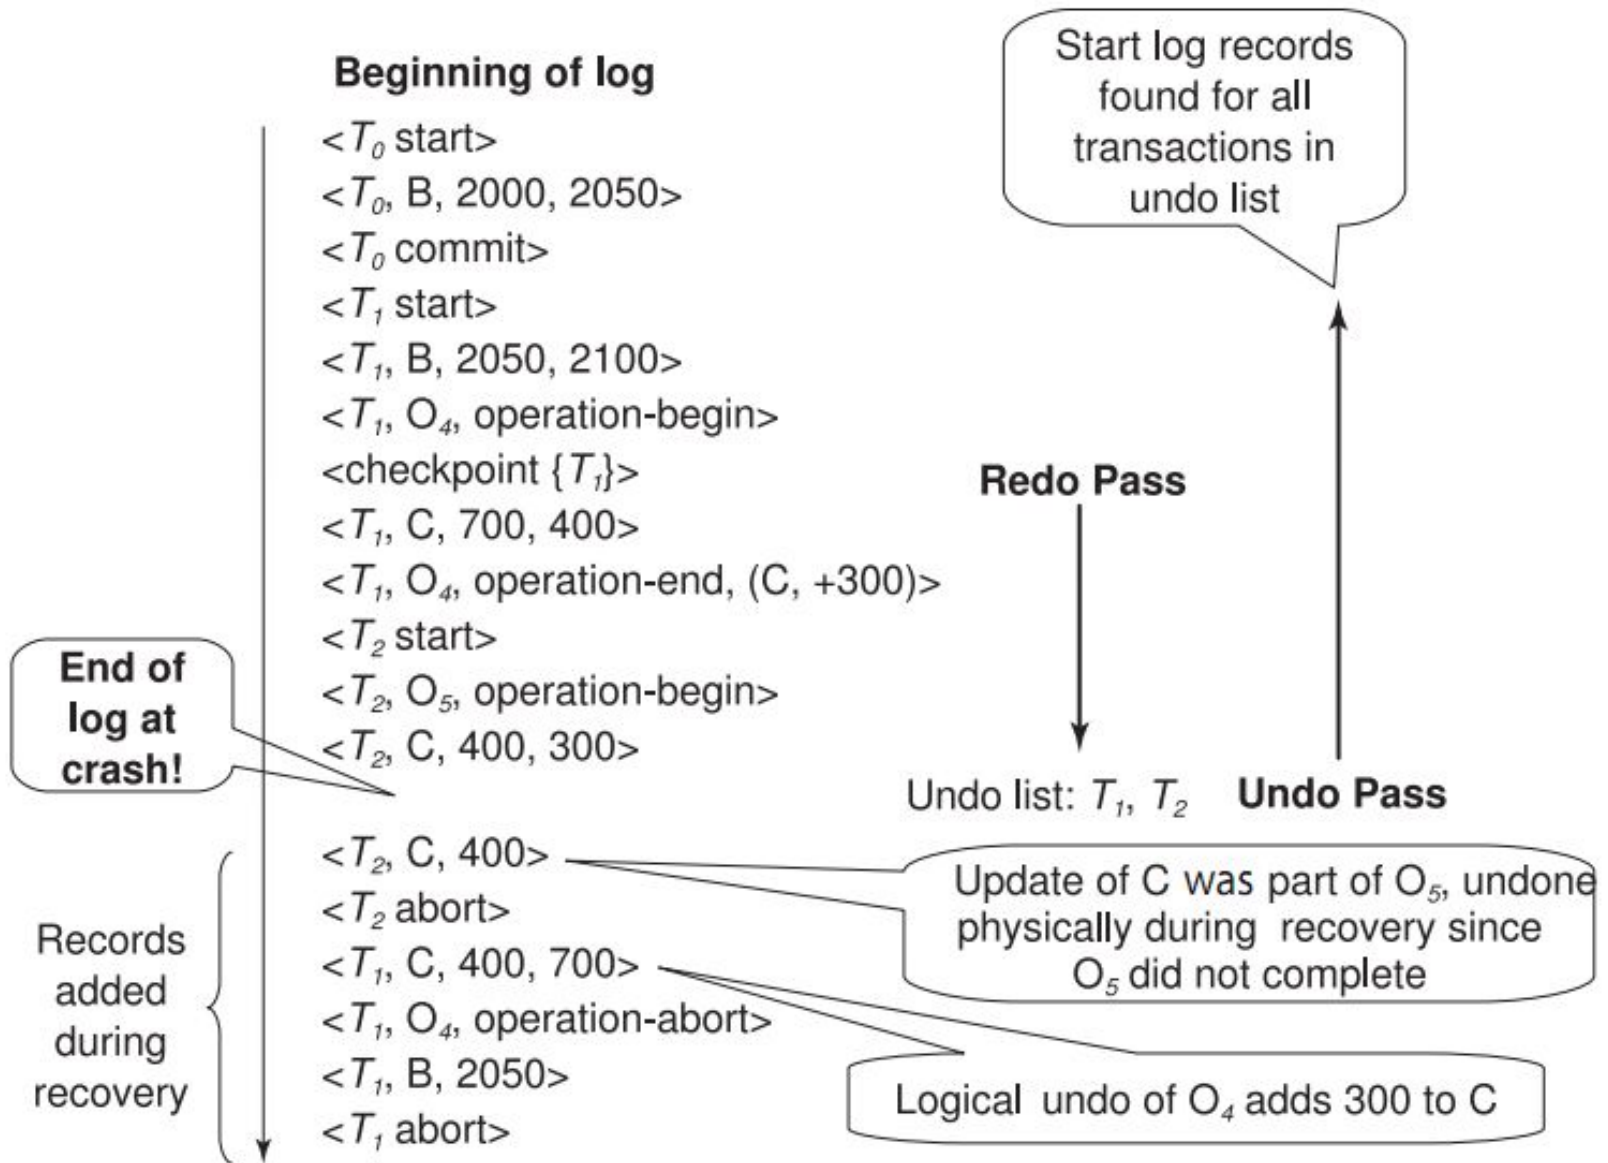 Beginning of log
<T0 start>
<T0, B, 2000, 2050>
<T0 commit>
<T1 start>
<T1, B, 2050, 2100>
<T1, O4, operation-begin>
<checkpoint {T1}>
<T1, C, 700, 400>
<T1, O4, operation-end, (C, +300)>
<T2 start>
<T2, O5, operation-begin>
<T2, C, 400, 300>
End of
log at
crash!
<T2, C, 400>
<T2 abort>
<T1, C, 400, 700>
<T1, O4, operation-abort>
<T1, B, 2050>
<T1 abort>
Records
added
during
recovery
Start log records
found for all
transactions in
undo list
Redo Pass
Undo list: T1, T2
Undo Pass
Update of C was part of O5, undone
physically during recovery since
O5 did not complete
Logical undo of O4 adds 300 to C